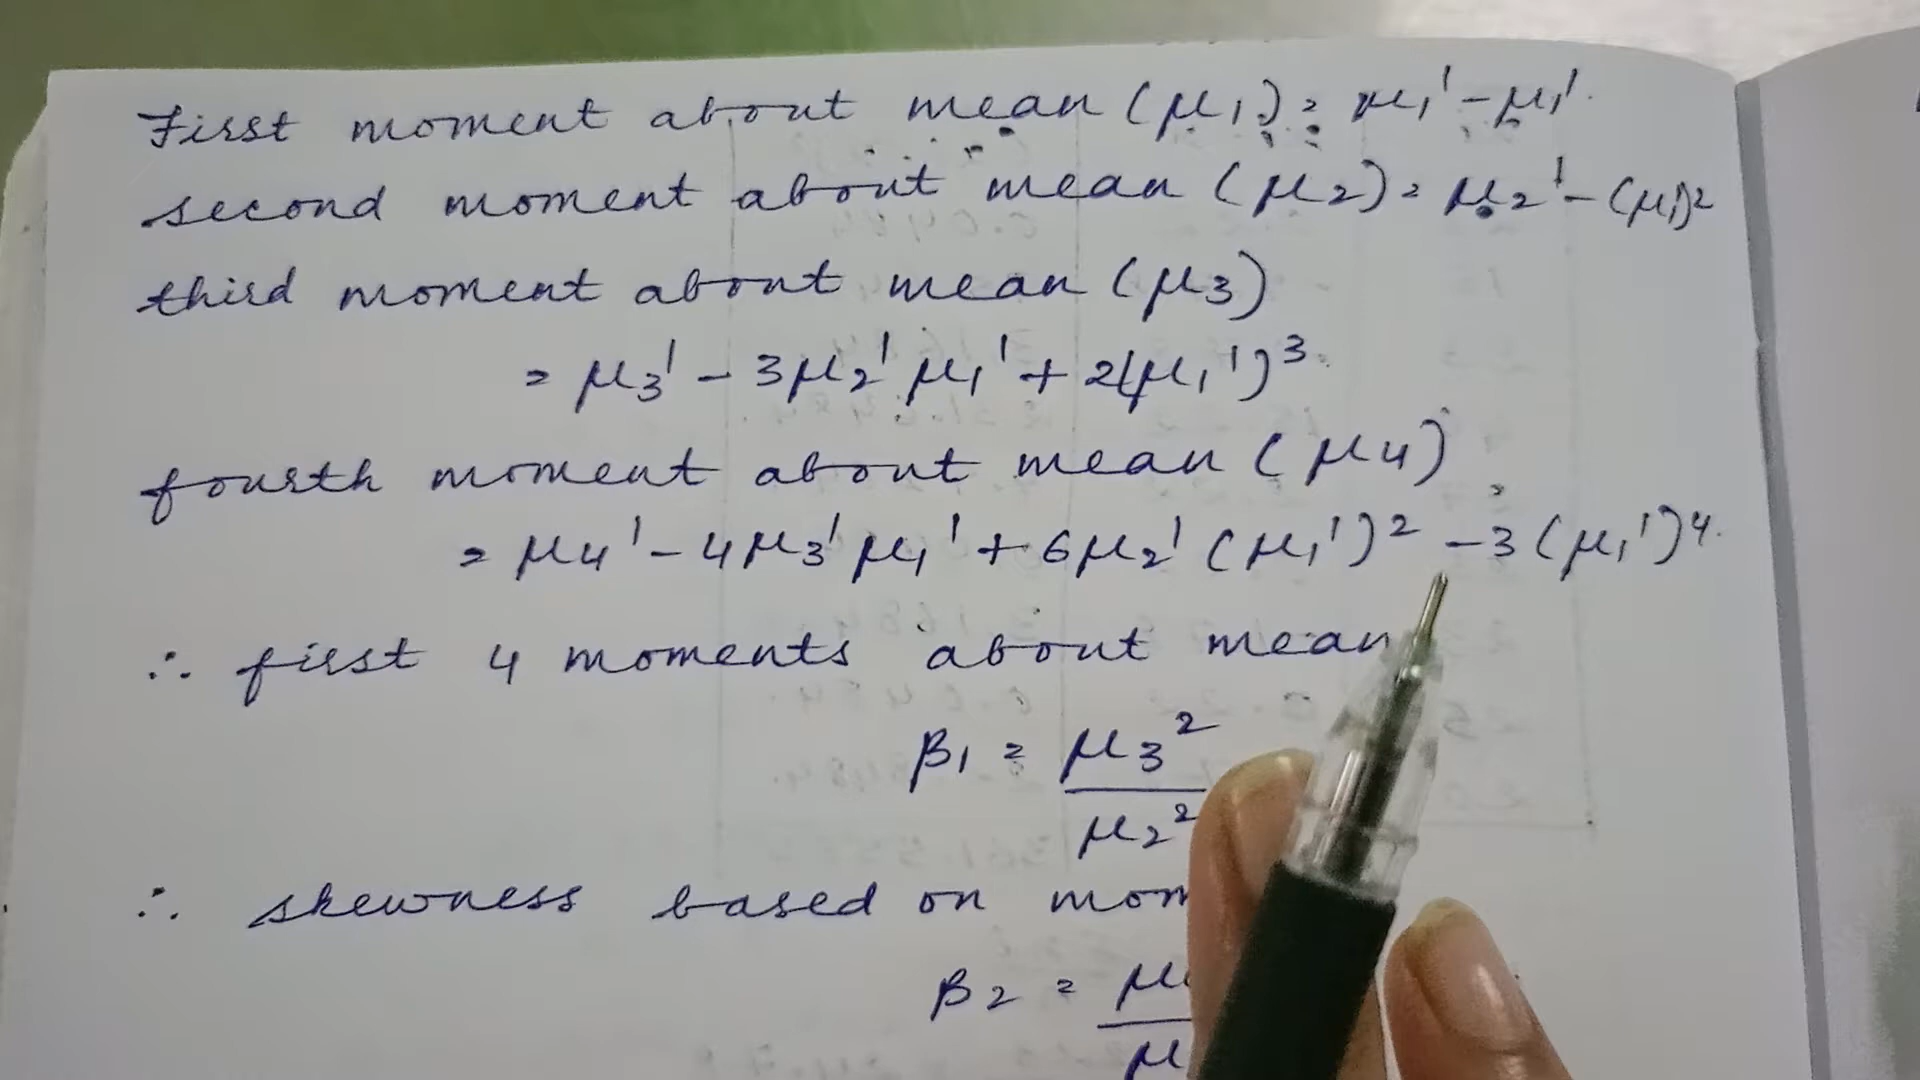 First moment about mean (μ1) = μ1' - μ1'.
second moment about mean (μ2) = μ2' - (μ1)2
third moment about mean (μ3)
= μ3' - 3μ2' μ1' + 2(μ1')3.
fourth moment about mean (μ4)
= μ4' - 4μ3' μ1' + 6μ2' (μ1')2 - 3(μ1')4.
∴ first 4 moments about mean
β1 = μ3²
μ2²
∴ skewness based on mom
β2 = μ
μ